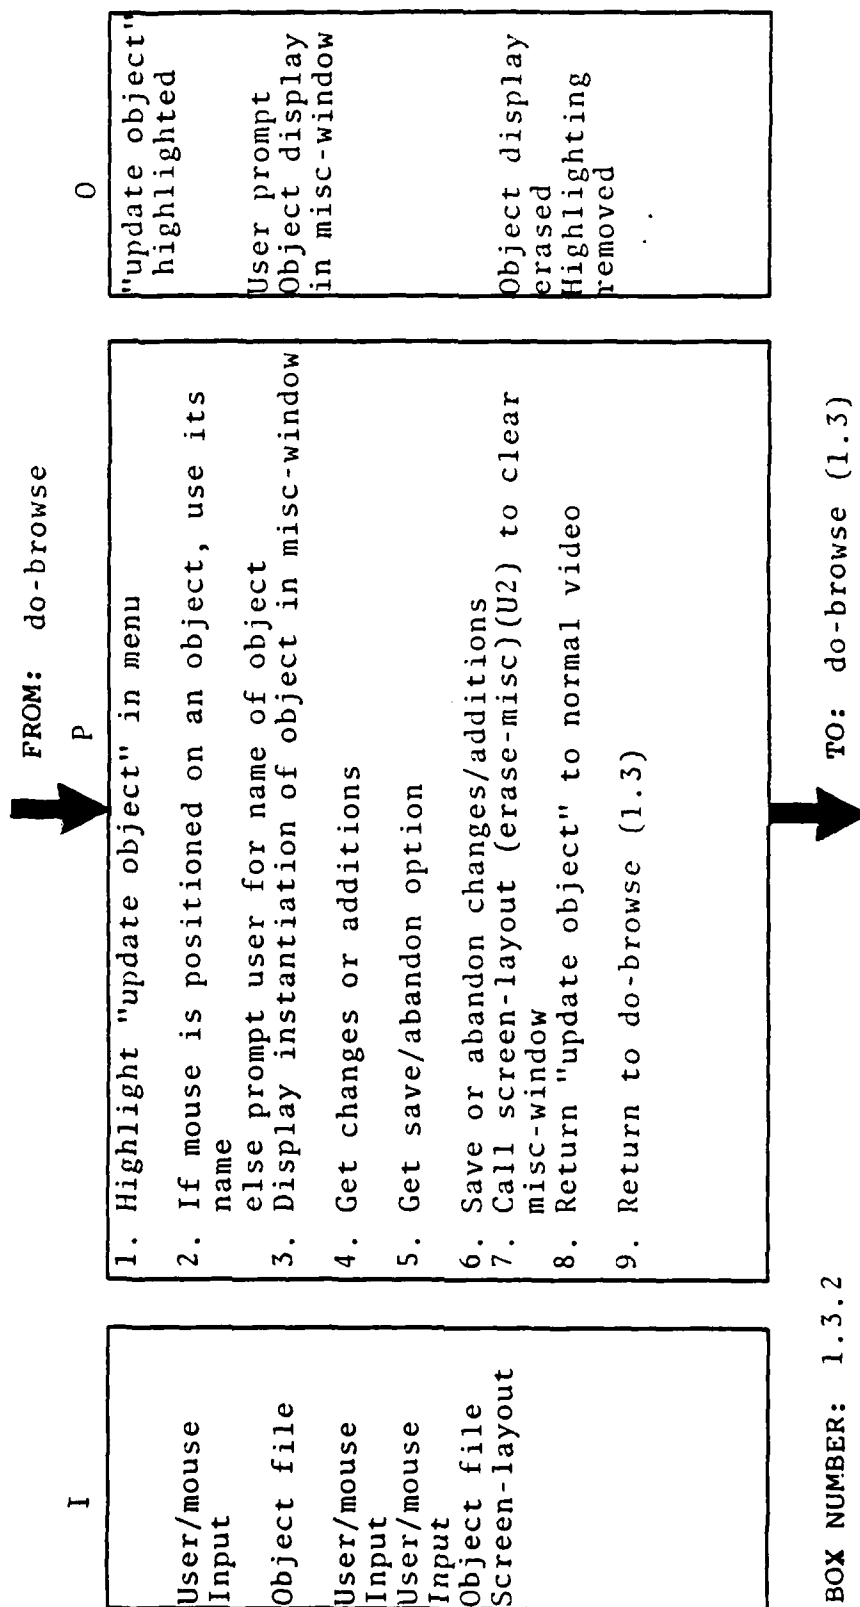 FROM: do-browse
I
User/mouse
Input
Object file
User/mouse
Input
User/mouse
Input
Object file
Screen-layout
P
1. Highlight "update object" in menu
2. If mouse is positioned on an object, use its
name
else prompt user for name of object
3. Display instantiation of object in misc-window
4. Get changes or additions
5. Get save/abandon option
6. Save or abandon changes/additions
7. Call screen-layout (erase-misc)(U2) to clear
misc-window
8. Return "update object" to normal video
9. Return to do-browse (1.3)
O
"update object"
highlighted
User prompt
Object display
in misc-window
Object display
erased
Highlighting
removed
BOX NUMBER: 1.3.2
TO: do-browse (1.3)